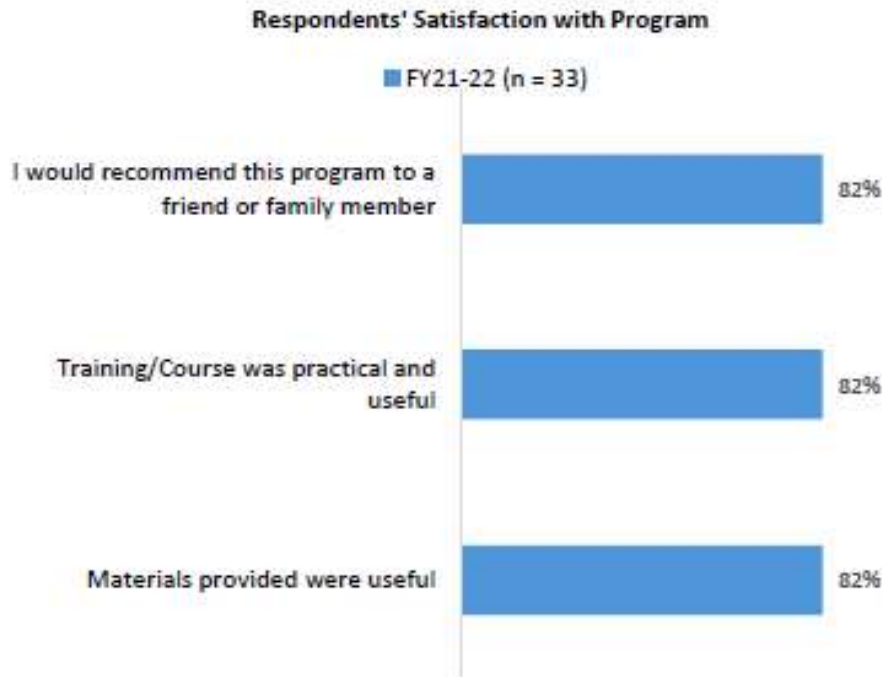 Respondents' Satisfaction with Program
FY21-22 (n = 33)
I would recommend this program to a
friend or family member
82%
Training/Course was practical and
useful
82%
Materials provided were useful
82%